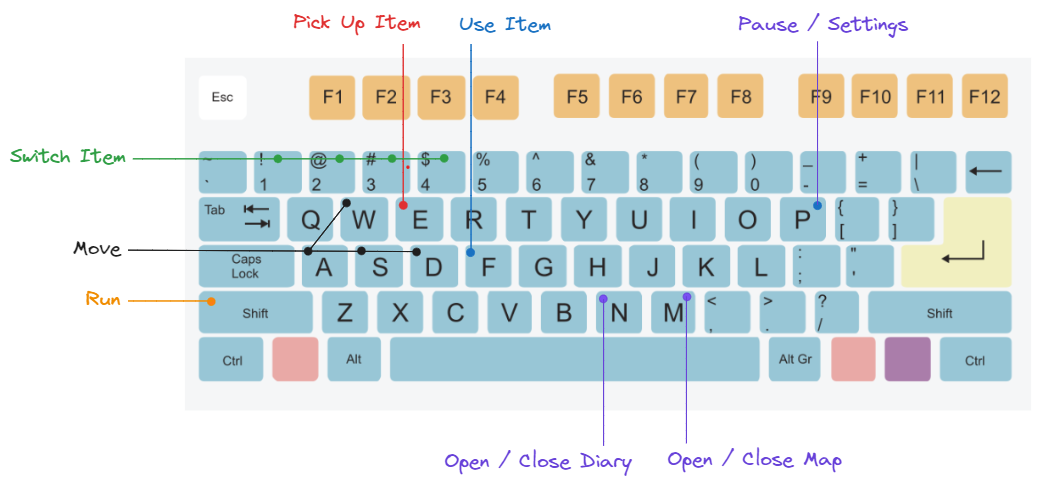 Pick Up Item Use Item Pause / Settings
Esc F1 F2 F3 F4 F5 F6 F7 F8 F9 F10 F11 F12
Switch Item
~ ! @ # $ % ^ & * ( ) _ + |
` 1 2 3 4 5 6 7 8 9 0 - = \
Tab Q W E R T Y U I O P { }
[ ]
Move
Caps Lock A S D F G H J K L : "
; '
Run
Shift Z X C V B N M < > ? Shift
, . /
Ctrl Alt Alt Gr Ctrl
Open / Close Diary Open / Close Map